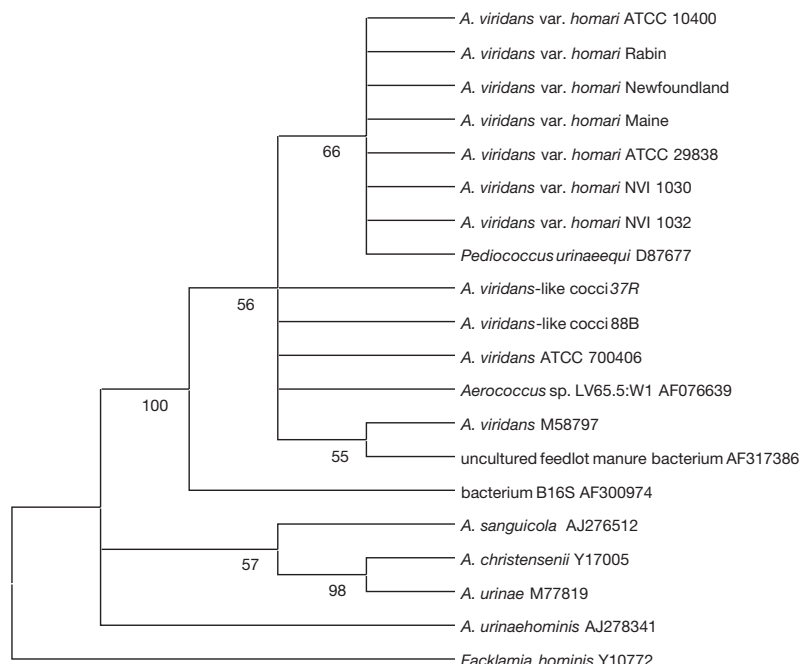 A. viridans var. homari ATCC 10400
A. viridans var. homari Rabin
A. viridans var. homari Newfoundland
A. viridans var. homari Maine
66
A. viridans var. homari ATCC 29838
A. viridans var. homari NVI 1030
A. viridans var. homari NVI 1032
Pediococcus urinaeequi D87677
A. viridans-like cocci 37R
56
A. viridans-like cocci 88B
A. viridans ATCC 700406
Aerococcus sp. LV65.5:W1 AF076639
100
A. viridans M58797
55
uncultured feedlot manure bacterium AF317386
bacterium B16S AF300974
A. sanguicola AJ276512
57
A. christensenii Y17005
98
A. urinae M77819
A. urinaehominis AJ278341
Facklamia hominis Y10772